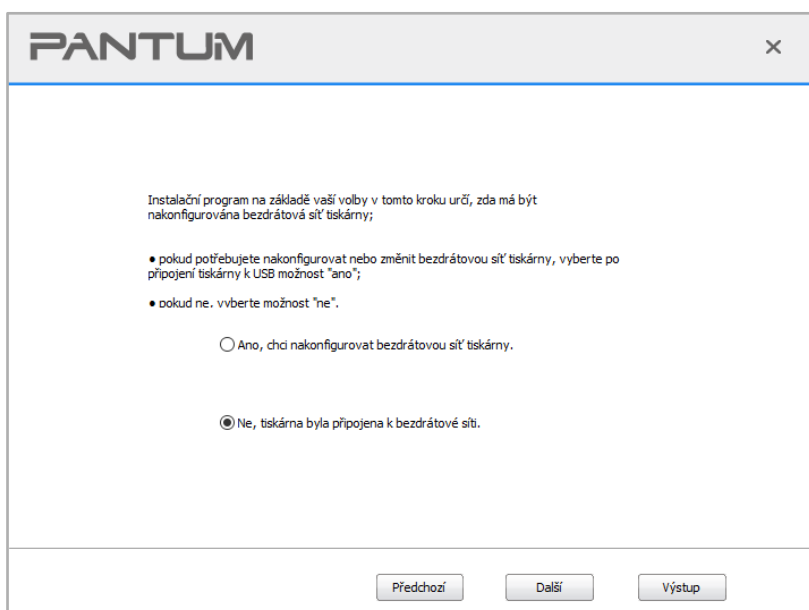 PANTUM
Instalační program na základě vaší volby v tomto kroku určí, zda má být
nakonfigurována bezdrátová síť tiskárny;
• pokud potřebujete nakonfigurovat nebo změnit bezdrátovou síť tiskárny, vyberte po
připojení tiskárny k USB možnost "ano";
• pokud ne, vyberte možnost "ne".
Ano, chci nakonfigurovat bezdrátovou síť tiskárny.
Ne, tiskárna byla připojena k bezdrátové síti.
Předchozí Další Výstup